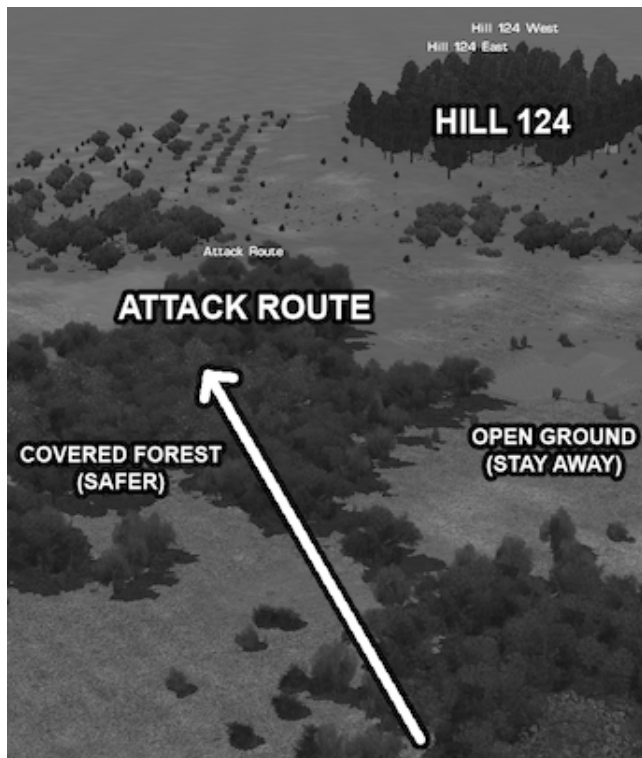 Hill 124 West
Hill 124 East
HILL 124
Attack Route
ATTACK ROUTE
COVERED FOREST
(SAFER)
OPEN GROUND
(STAY AWAY)